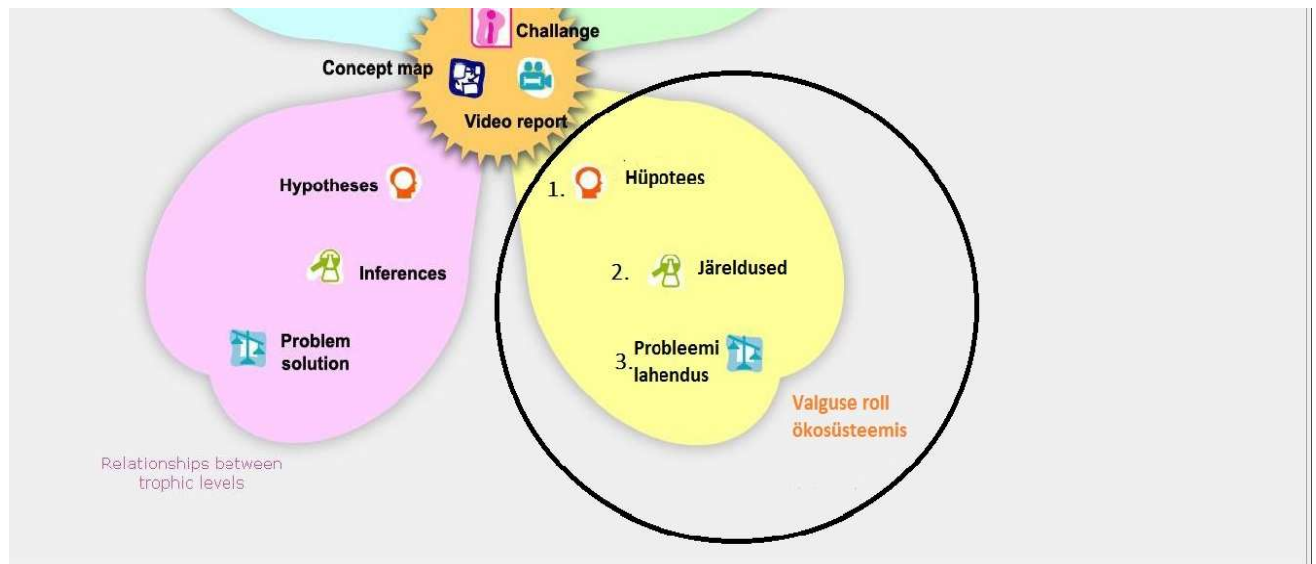 Challange
Concept map
Video report
Hypotheses
Inferences
Problem
solution
Relationships between
trophic levels
1. Hüpotees
2. Järeldused
3. Probleemi
lahendus
Valguse roll
ökosüsteemis